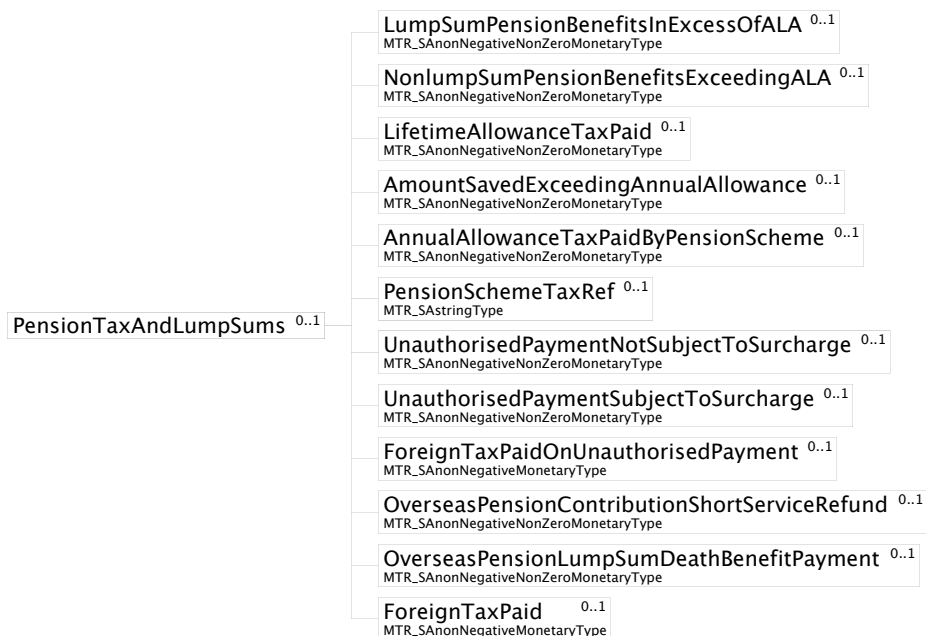 LumpSumPensionBenefitsInExcessOfALA 0..1
MTR_SAnonNegativeNonZeroMonetaryType
NonlumpSumPensionBenefitsExceedingALA 0..1
MTR_SAnonNegativeNonZeroMonetaryType
LifetimeAllowanceTaxPaid 0..1
MTR_SAnonNegativeNonZeroMonetaryType
AmountSavedExceedingAnnualAllowance 0..1
MTR_SAnonNegativeNonZeroMonetaryType
AnnualAllowanceTaxPaidByPensionScheme 0..1
MTR_SAnonNegativeNonZeroMonetaryType
PensionSchemeTaxRef 0..1
MTR_SAstringType
PensionTaxAndLumpSums 0..1
UnauthorisedPaymentNotSubjectToSurcharge 0..1
MTR_SAnonNegativeNonZeroMonetaryType
UnauthorisedPaymentSubjectToSurcharge 0..1
MTR_SAnonNegativeNonZeroMonetaryType
ForeignTaxPaidOnUnauthorisedPayment 0..1
MTR_SAnonNegativeMonetaryType
OverseasPensionContributionShortServiceRefund 0..1
MTR_SAnonNegativeNonZeroMonetaryType
OverseasPensionLumpSumDeathBenefitPayment 0..1
MTR_SAnonNegativeNonZeroMonetaryType
ForeignTaxPaid 0..1
MTR_SAnonNegativeMonetaryType